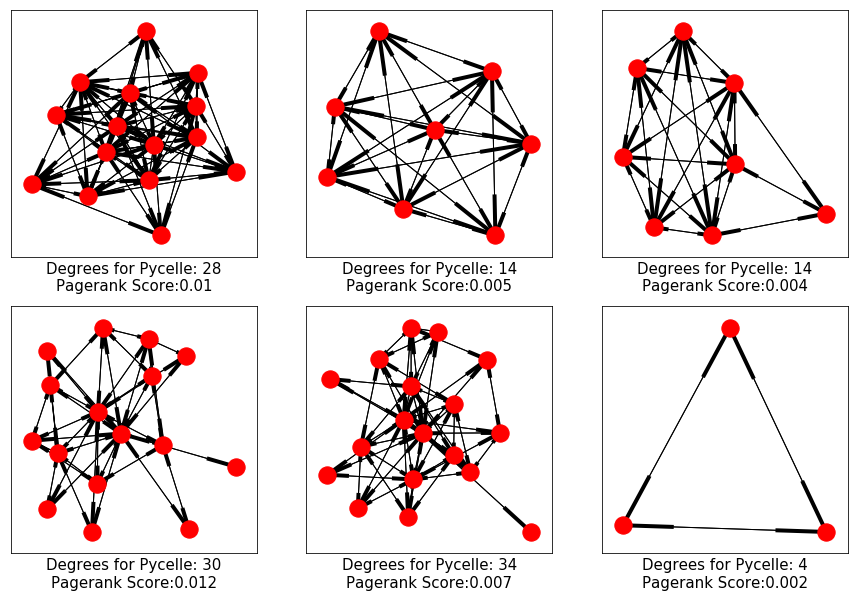 Degrees for Pycelle: 28
Pagerank Score:0.01
Degrees for Pycelle: 14
Pagerank Score:0.005
Degrees for Pycelle: 14
Pagerank Score:0.004
Degrees for Pycelle: 30
Pagerank Score:0.012
Degrees for Pycelle: 34
Pagerank Score:0.007
Degrees for Pycelle: 4
Pagerank Score:0.002